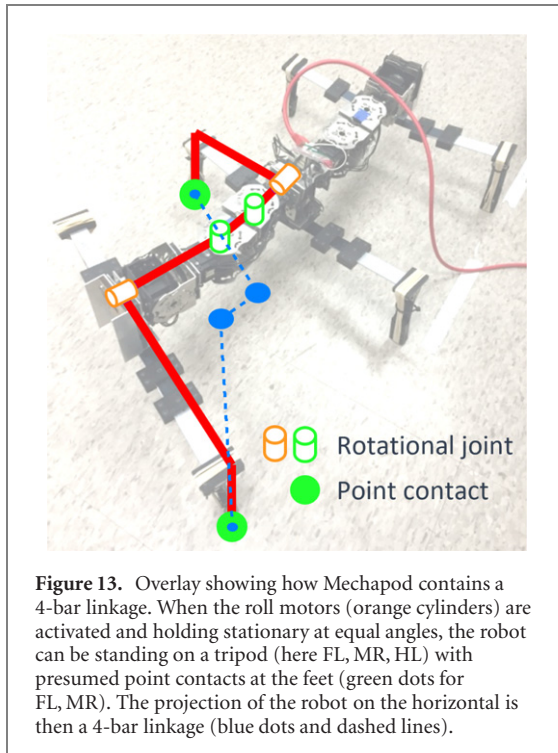 Rotational joint
Point contact
Figure 13. Overlay showing how Mechapod contains a
4-bar linkage. When the roll motors (orange cylinders) are
activated and holding stationary at equal angles, the robot
can be standing on a tripod (here FL, MR, HL) with
presumed point contacts at the feet (green dots for
FL, MR). The projection of the robot on the horizontal is
then a 4-bar linkage (blue dots and dashed lines).